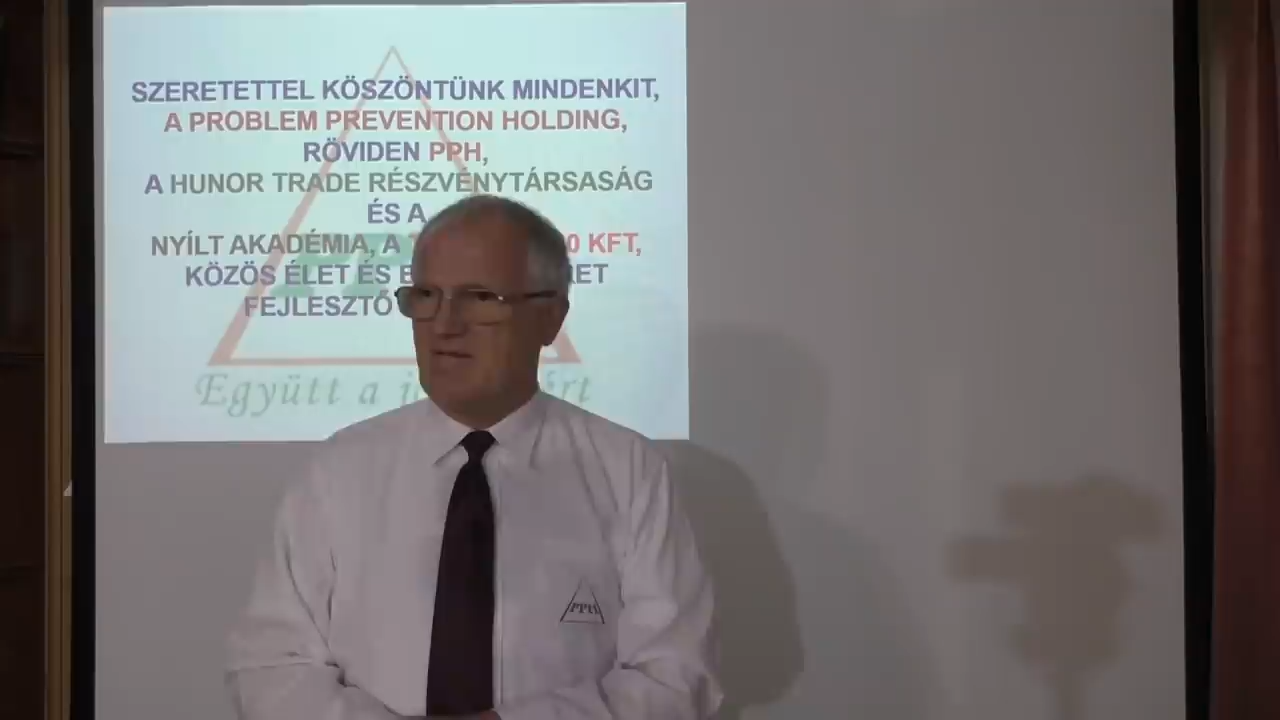 SZERETETTEL KÖSZÖNTÜNK MINDENKIT,
A PROBLEM PREVENTION HOLDING,
RÖVIDEN PPH,
A HUNOR TRADE RÉSZVÉNYTÁRSASÁG
ÉS A
NYÍLT AKADÉMIA, A KFT,
KÖZÖS ÉLET ÉS
FEJLESZTŐ
Együtt a
PPH